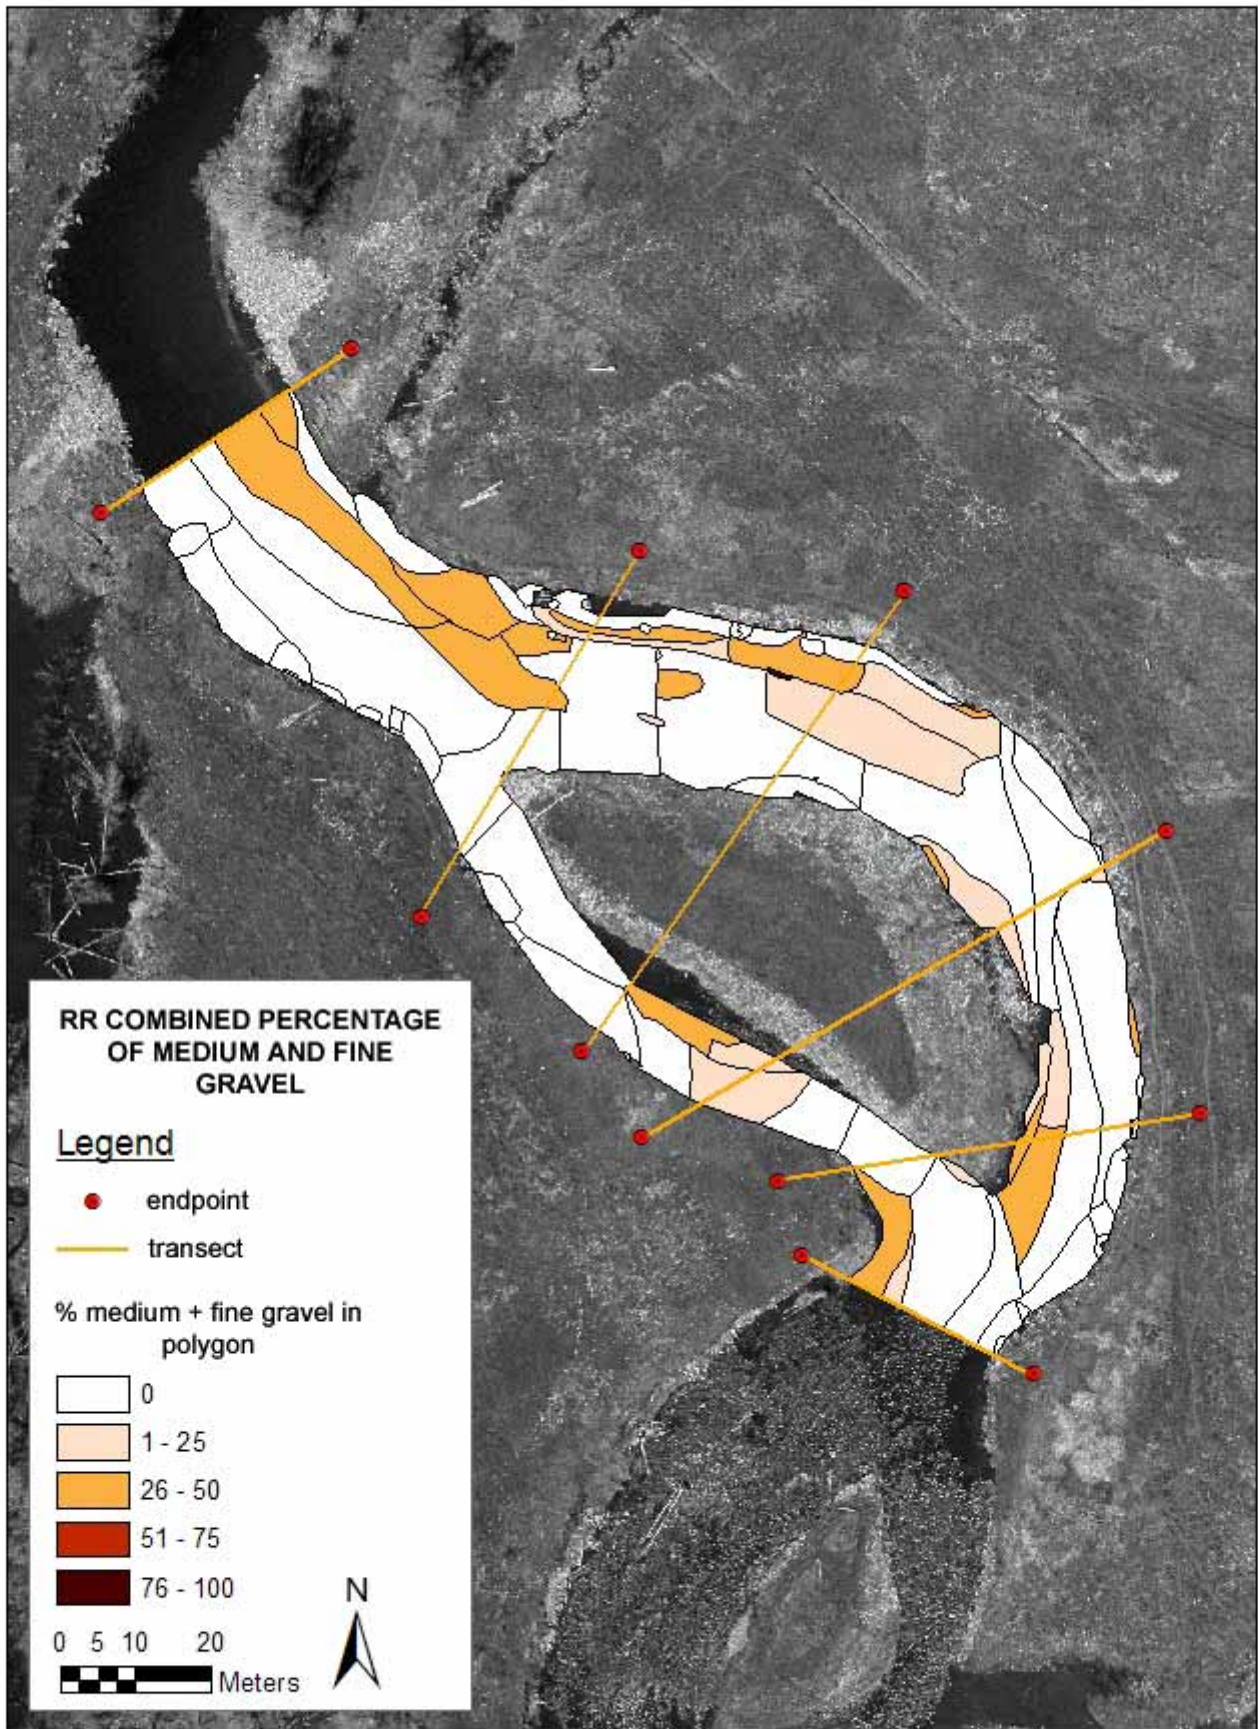 RR COMBINED PERCENTAGE
OF MEDIUM AND FINE
GRAVEL
Legend
endpoint
transect
% medium + fine gravel in
polygon
0
1 - 25
26 - 50
51 - 75
76 - 100
N
0 5 10 20
Meters